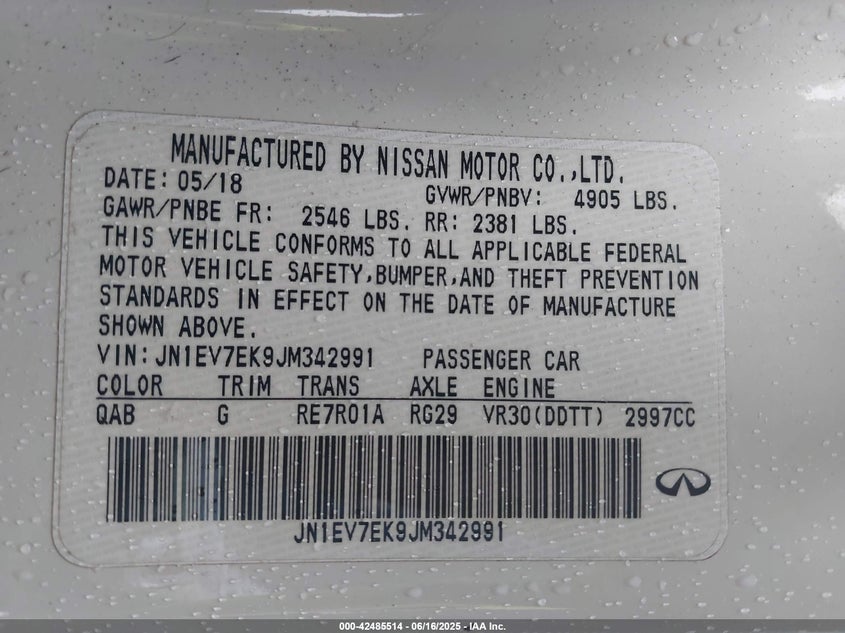 MANUFACTURED BY NISSAN MOTOR CO.,LTD.
DATE: 05/18 GVWR/PNBV: 4905 LBS.
GAWR/PNBE FR: 2546 LBS. RR: 2381 LBS.
THIS VEHICLE CONFORMS TO ALL APPLICABLE FEDERAL
MOTOR VEHICLE SAFETY,BUMPER,AND THEFT PREVENTION
STANDARDS IN EFFECT ON THE DATE OF MANUFACTURE
SHOWN ABOVE.
VIN:JN1EV7EK9JM342991 PASSENGER CAR
COLOR TRIM TRANS AXLE ENGINE
QAB G RE7R01A RG29 VR30(DDTT) 2997CC
JN1EV7EK9JM342991
000-42485514 - 06/16/2025 - IAA Inc.